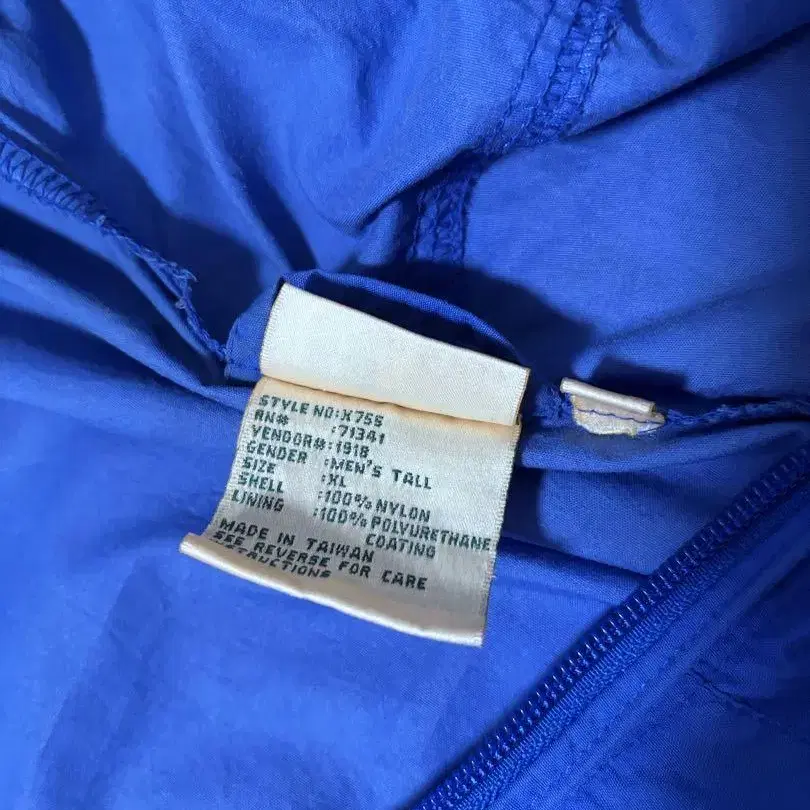 STYLE NO:X755
RN# :71341
VENDOR#:1918
GENDER :MEN'S TALL
SIZE :XL
SHELL :100% NYLON
LINING :100% POLYURETHANE
COATING
MADE IN TAIWAN
SEE REVERSE FOR CARE
INSTRUCTIONS